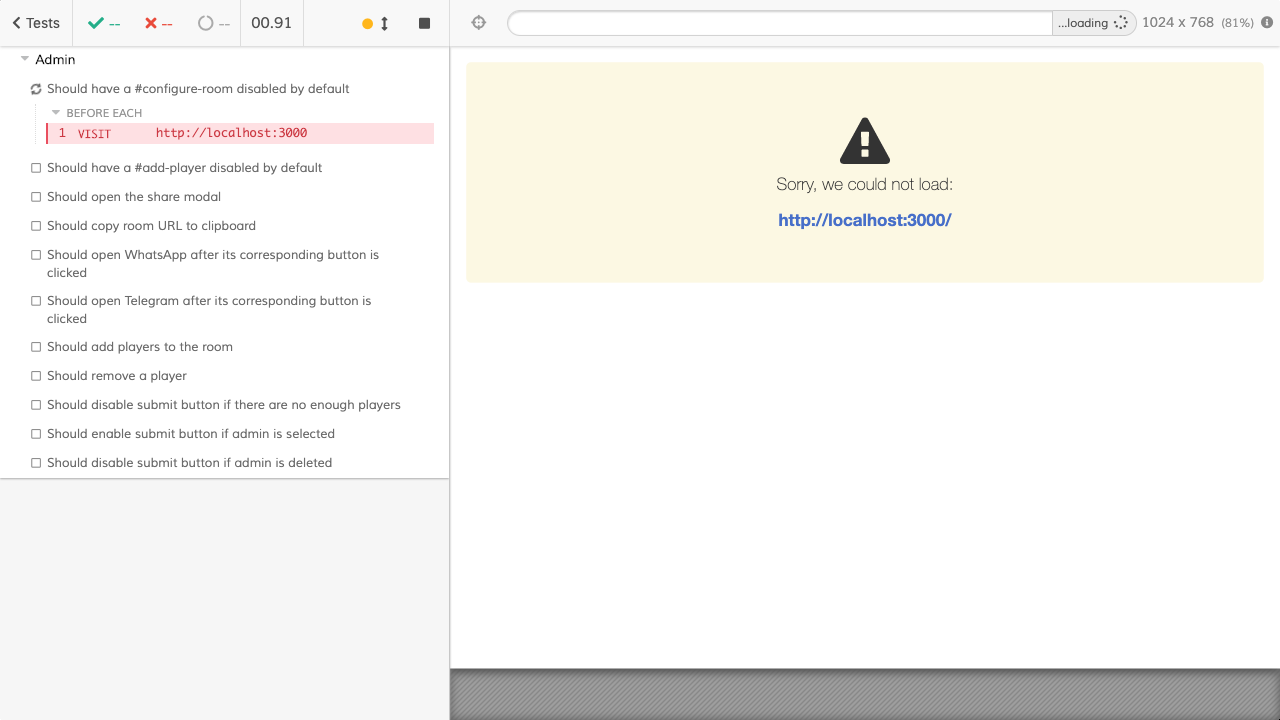 Tests
--
--
--
00.91
...loading
1024 x 768 (81%)
Admin
Should have a #configure-room disabled by default
BEFORE EACH
1 VISIT http://localhost:3000
Should have a #add-player disabled by default
Should open the share modal
Should copy room URL to clipboard
Should open WhatsApp after its corresponding button is
clicked
Should open Telegram after its corresponding button is
clicked
Should add players to the room
Should remove a player
Should disable submit button if there are no enough players
Should enable submit button if admin is selected
Should disable submit button if admin is deleted
Sorry, we could not load:
http://localhost:3000/